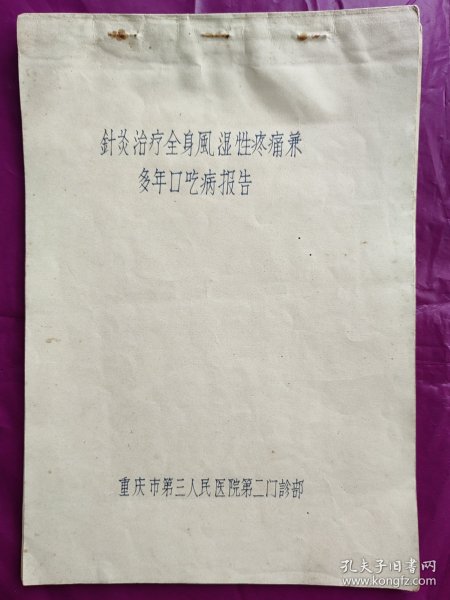 針灸治疗全身風湿性疼痛兼
多年口吃病报告
重庆市第三人民医院第二门診部
孔夫子旧书网
www.kongfz.com